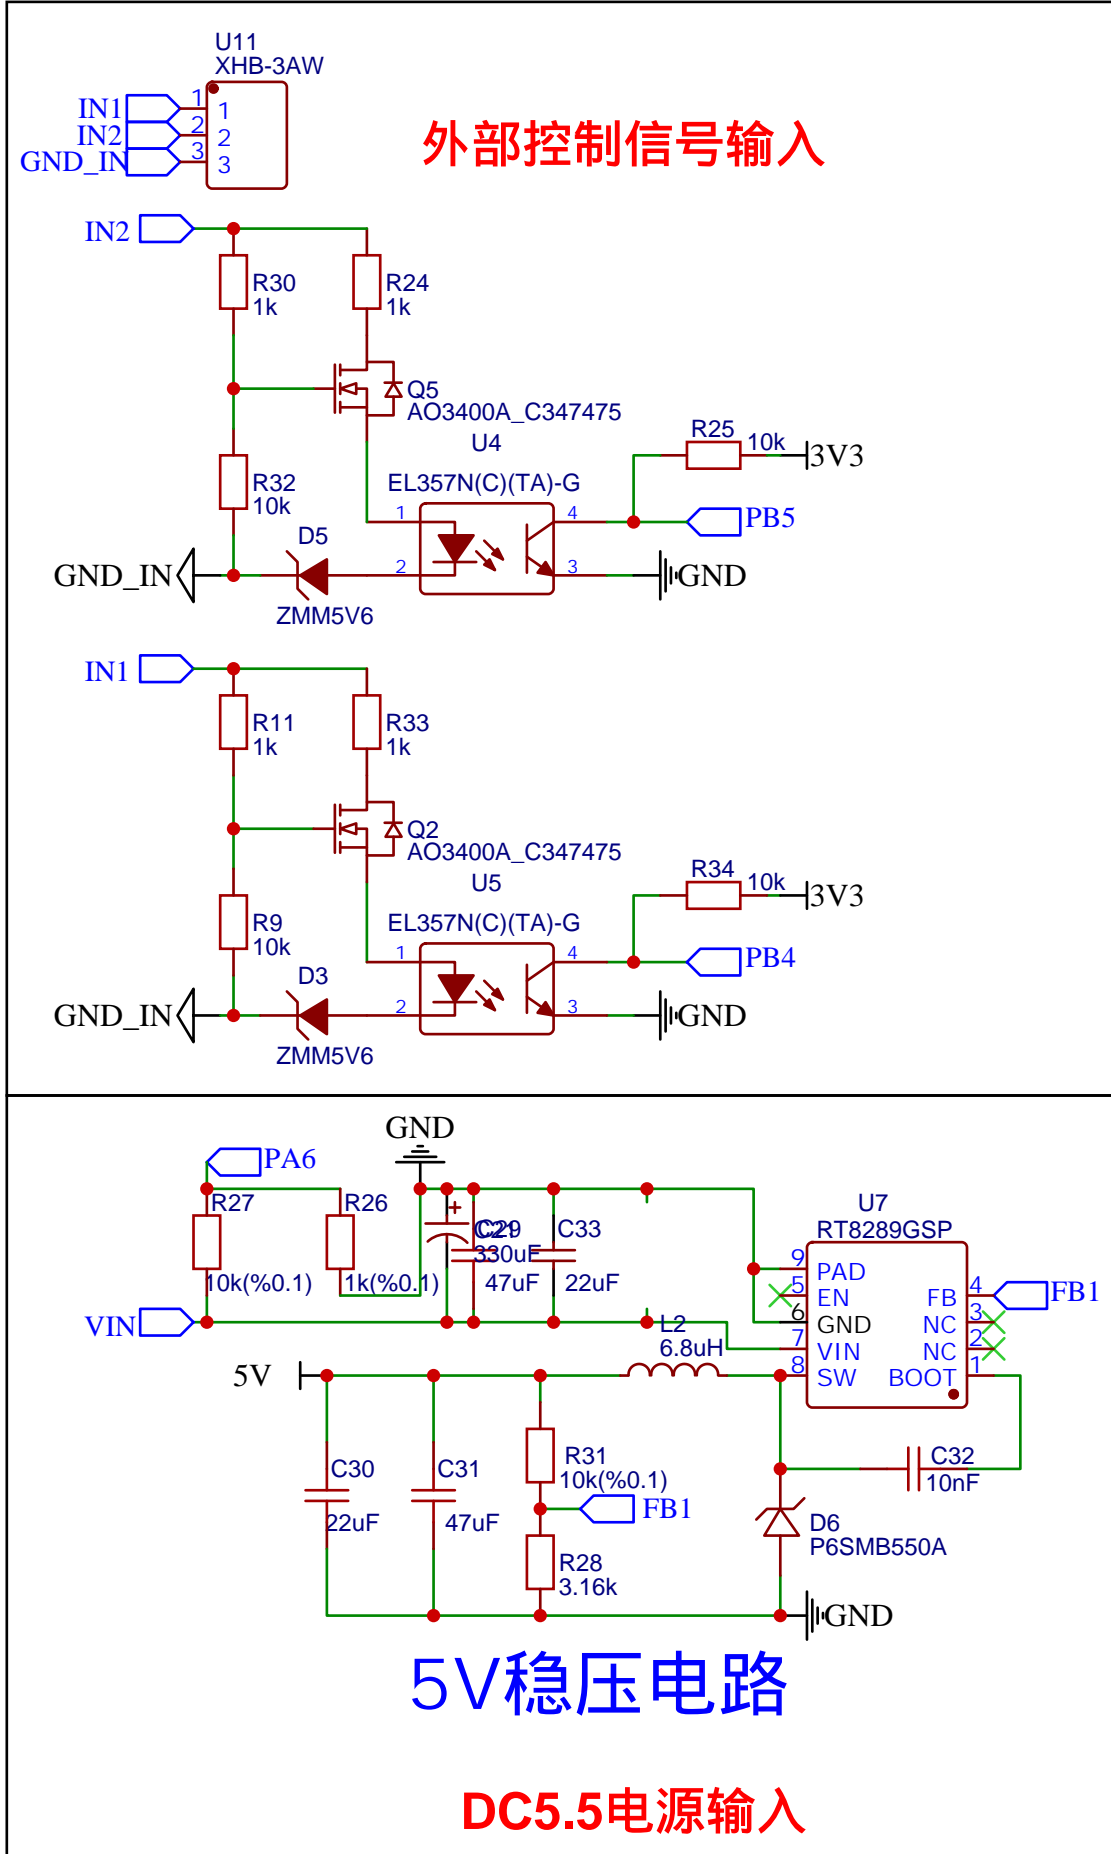 U11
XHB-3AW
IN1 1 1
IN2 2 2
GND_IN 3 3
外部控制信号输入
IN2
R30
1k
R24
1k
Q5
AO3400A_C347475
U4
EL357N(C)(TA)-G
R25
10k
3V3
R32
10k
1
4
PB5
D5
GND_IN
2
3
GND
ZMM5V6
IN1
R11
1k
R33
1k
Q2
AO3400A_C347475
U5
EL357N(C)(TA)-G
R34
10k
3V3
R9
10k
1
4
PB4
D3
GND_IN
2
3
GND
ZMM5V6
GND
PA6
R27
10k(%0.1)
R26
1k(%0.1)
C29
330uF
47uF
C33
22uF
VIN
U7
RT8289GSP
9 PAD
5 EN
6 GND
7 VIN
8 SW
FB 4
NC 3
NC 2
BOOT 1
FB1
L2
6.8uH
5V
C30
22uF
C31
47uF
R31
10k(%0.1)
FB1
R28
3.16k
C32
10nF
D6
P6SMB550A
GND
5V稳压电路
DC5.5电源输入